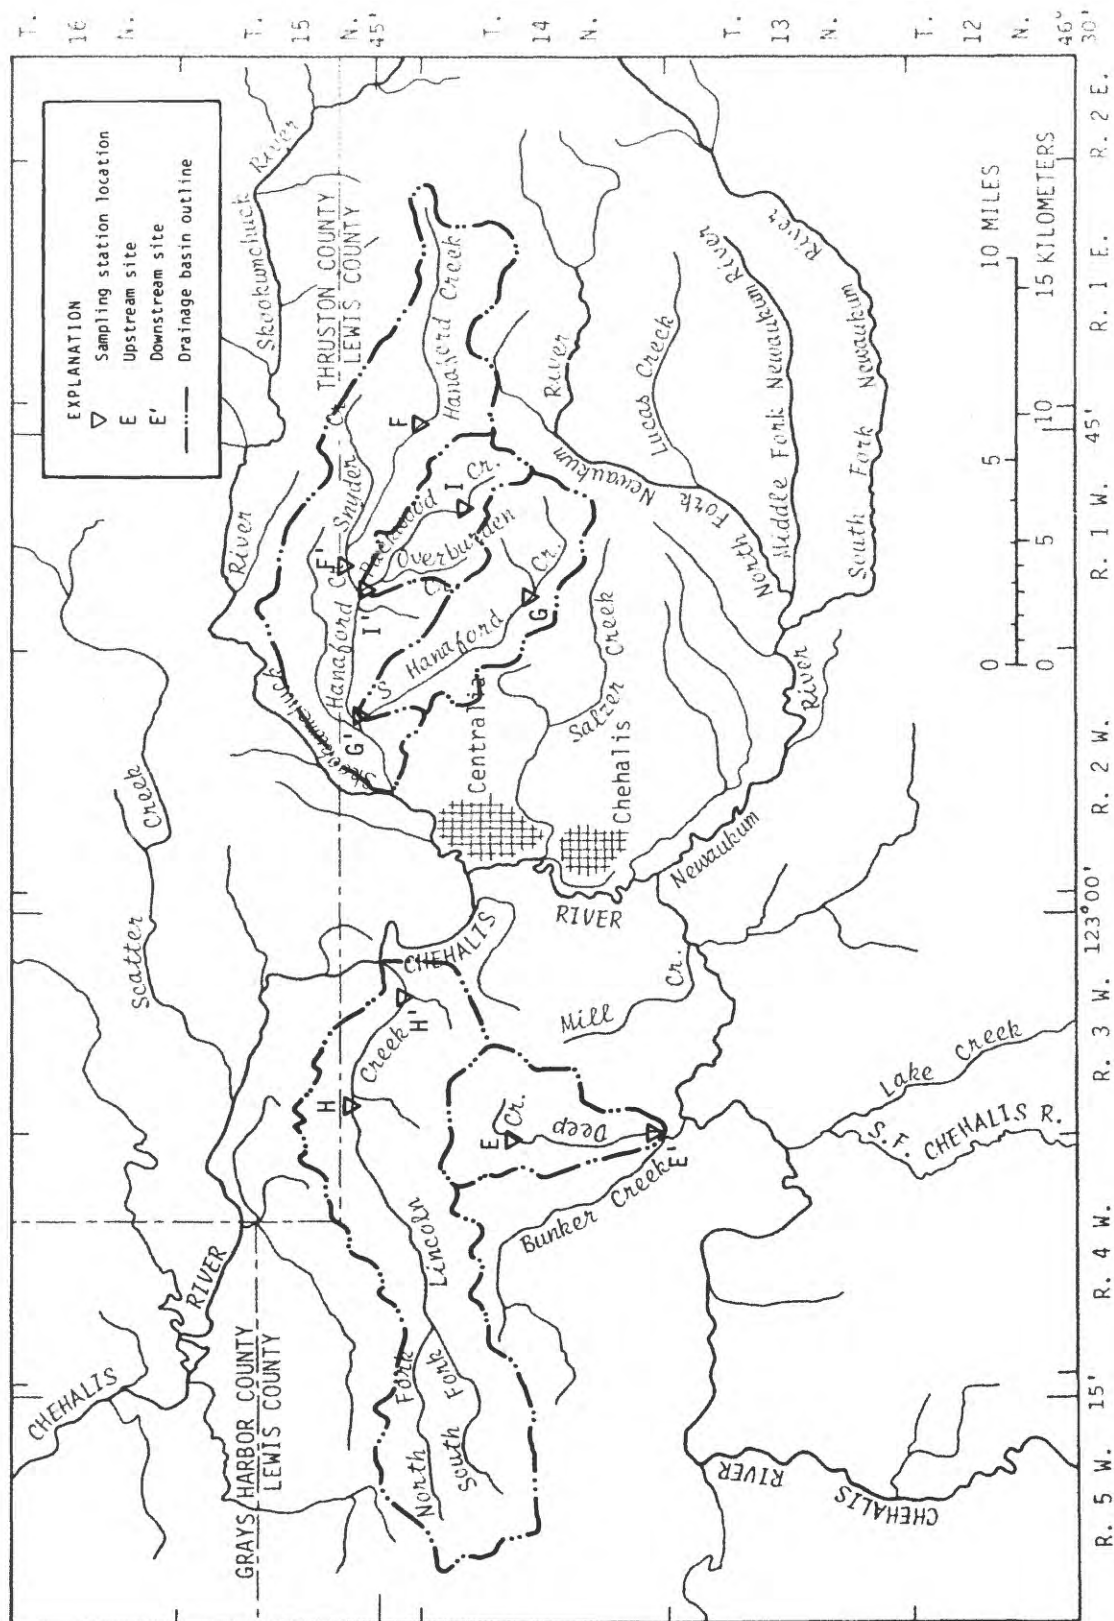 EXPLANATION
Sampling station location
E Upstream site
E' Downstream site
Drainage basin outline
T. 16 N.
T. 15 N.
45'
T. 14 N.
T. 13 N.
T. 12 N.
46° 30'
R. 5 W.
15'
R. 4 W.
R. 3 W.
123°00'
R. 2 W.
R. 1 W.
45'
R. 1 E.
R. 2 E.
CHEHALIS
RIVER
GRAYS HARBOR COUNTY
LEWIS COUNTY
Scatter Creek
Skookumchuck River
River
Skookumchuck
THRUSTON COUNTY
LEWIS COUNTY
Snyder Cr.
Hanaford Creek
F
F'
Hanaford Cr.
Packwood Cr.
I
I'
Overburden Cr.
S. Hanaford Cr.
G
G'
Centralia
Chehalis
Salzer Creek
North Fork Newaukum River
Lucas Creek
Middle Fork Newaukum River
South Fork Newaukum River
Newaukum River
CHEHALIS
RIVER
H
H'
Lincoln Creek
North Fork
South Fork
E
Deep Cr.
E'
Bunker Creek
Mill Cr.
Lake Creek
S. F. CHEHALIS R.
CHEHALIS RIVER
0 5 10 MILES
0 5 10 15 KILOMETERS